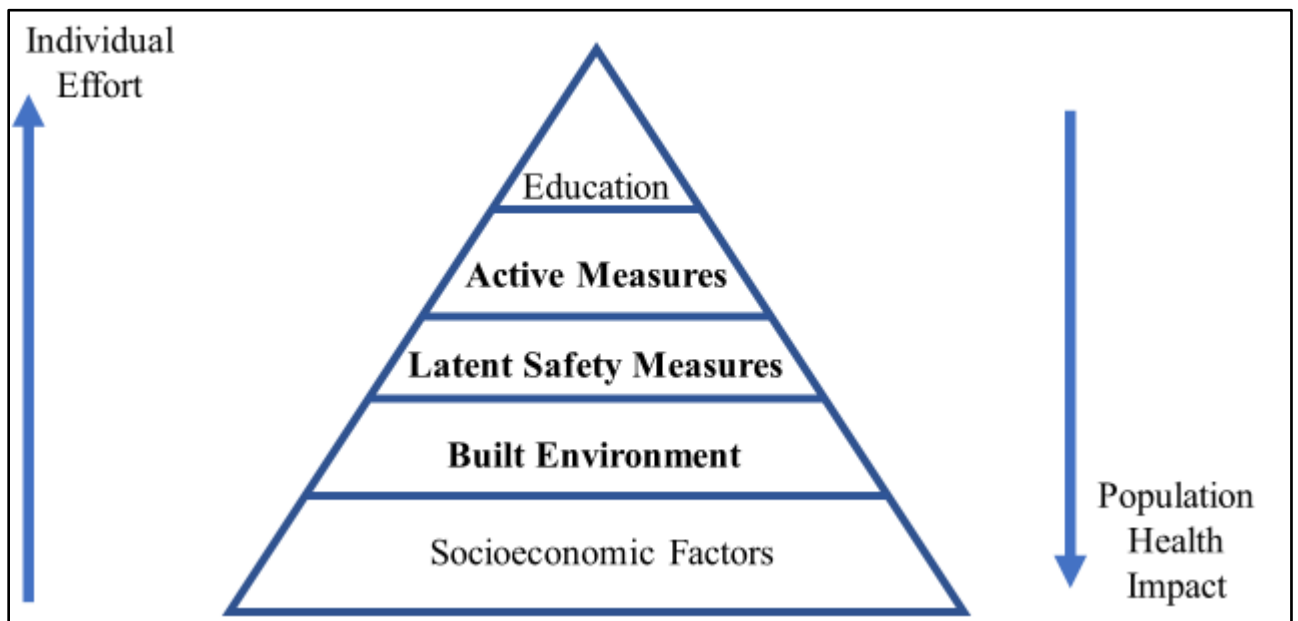 Individual
Effort
Education
Active Measures
Latent Safety Measures
Built Environment
Socioeconomic Factors
Population
Health
Impact